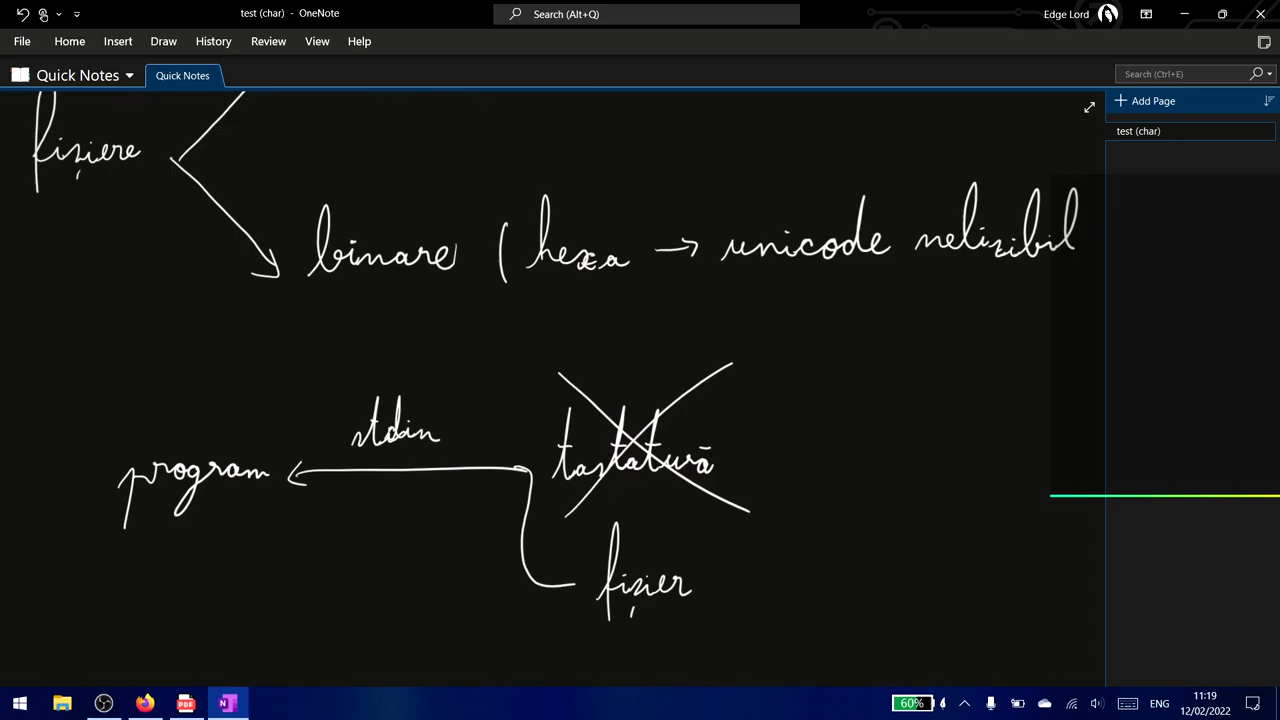 test (char) - OneNote
Search (Alt+Q)
Edge Lord
File Home Insert Draw History Review View Help
Quick Notes
Quick Notes
Search (Ctrl+E)
Add Page
test (char)
fișiere
binare (hexa → unicode nelizibil
stdin
tastatură
program
fișier
60%
ENG
11:19
12/02/2022